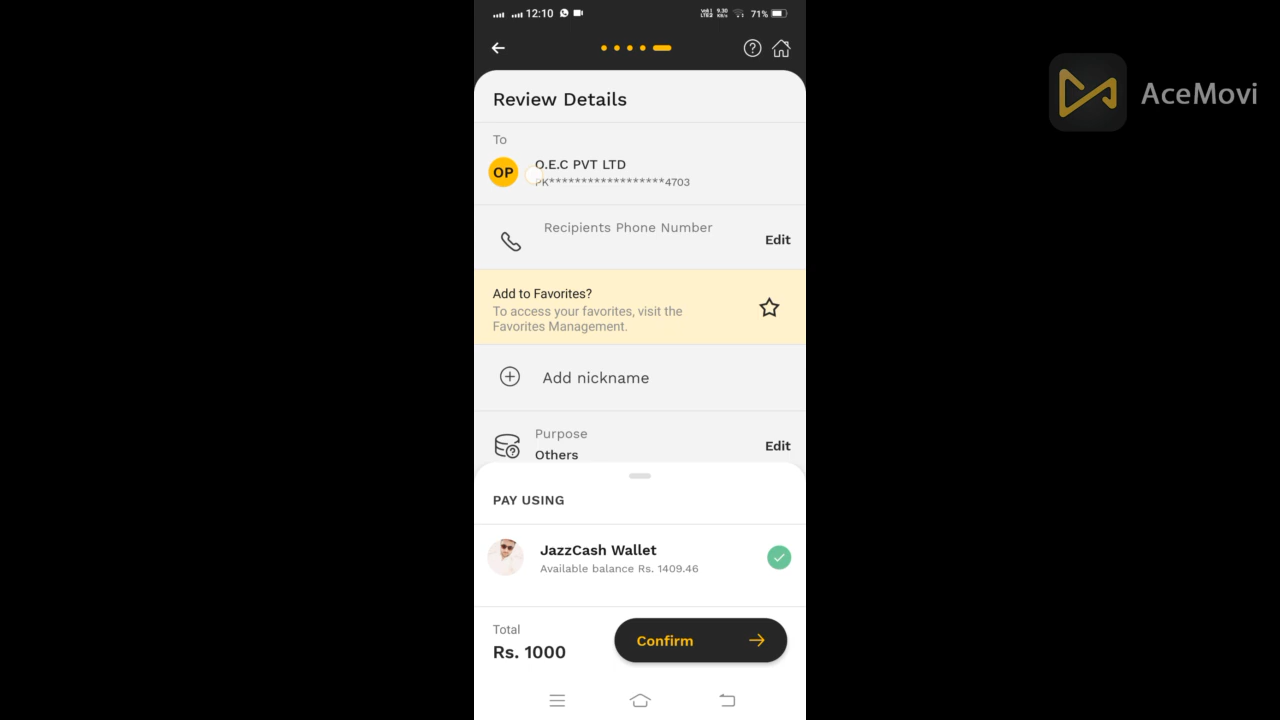 12:10
71%
AceMovi
Review Details
To
OP
O.E.C PVT LTD
PK******************4703
Recipients Phone Number
Edit
Add to Favorites?
To access your favorites, visit the
Favorites Management.
Add nickname
Purpose
Others
Edit
PAY USING
JazzCash Wallet
Available balance Rs. 1409.46
Total
Rs. 1000
Confirm